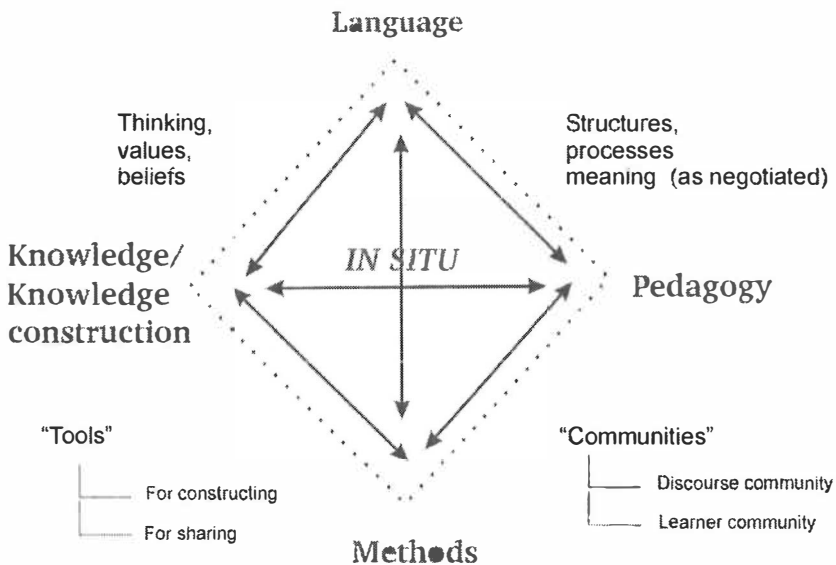 Language
Thinking,
values,
beliefs
Structures,
processes
meaning (as negotiated)
Knowledge/
Knowledge
construction
IN SITU
Pedagogy
"Tools"
For constructing
For sharing
"Communities"
Discourse community
Learner community
Methods